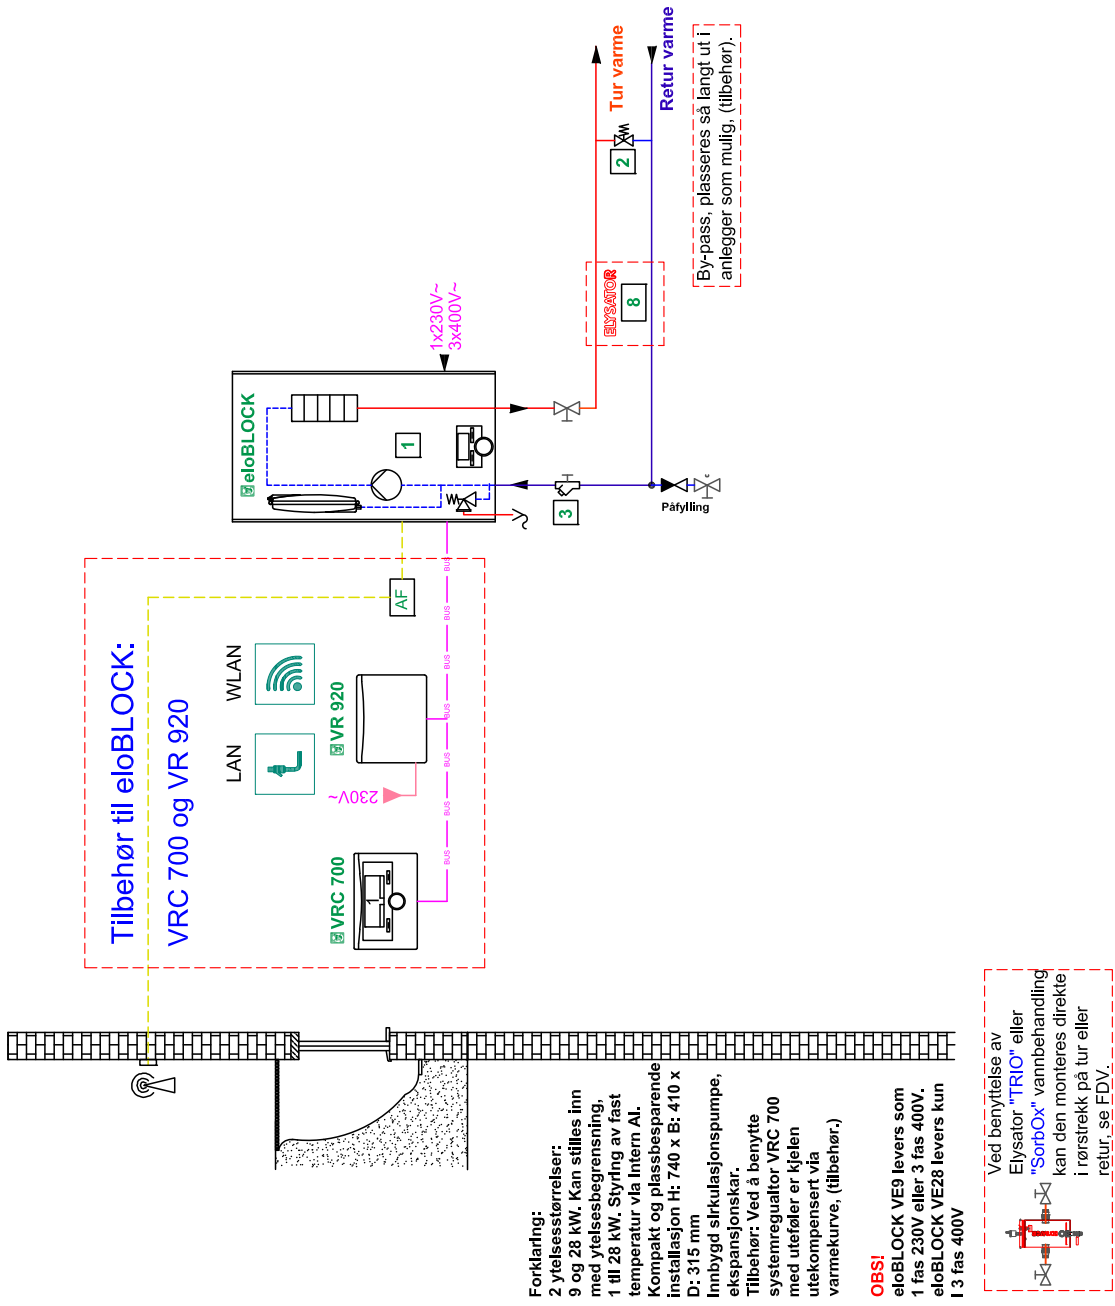 Tilbehør til eloBLOCK:
VRC 700 og VR 920
LAN
WLAN
VRC 700
1
230V~
VR 920
AF
BUS
BUS
BUS
BUS
BUS
BUS
eloBLOCK
1
1x230V~
3x400V~
3
Påfylling
ELYSATOR
8
2
Tur varme
Retur varme
By-pass, plasseres så langt ut i
anlegger som mulig, (tilbehør).
Forklaring:
2 ytelsesstørrelser:
9 og 28 kW. Kan stilles inn
med ytelsesbegrensning,
1 til 28 kW. Styring av fast
temperatur via Intern AI.
Kompakt og plassbesparende
installasjon H: 740 x B: 410 x
D: 315 mm
Innbygd sirkulasjonspumpe,
ekspansjonskar.
Tilbehør: Ved å benytte
systemregualtor VRC 700
med uteføler er kjelen
utekompensert via
varmekurve, (tilbehør.)
OBS!
eloBLOCK VE9 levers som
1 fas 230V eller 3 fas 400V.
eloBLOCK VE28 levers kun
I 3 fas 400V
Ved benyttelse av
Elysator "TRIO" eller
"SorbOx" vannbehandling
kan den monteres direkte
i rørstrekk på tur eller
retur, se FDV.